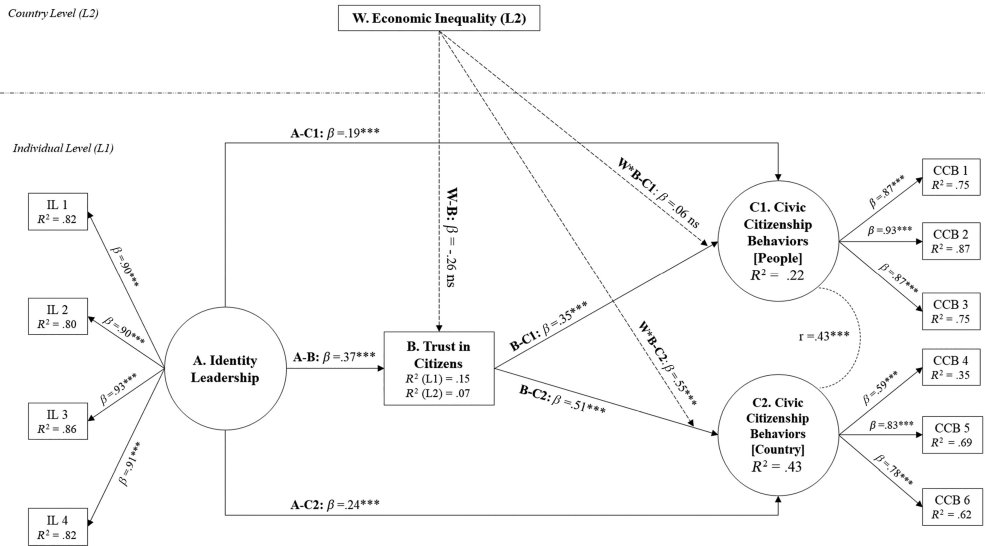 Country Level (L2)
W. Economic Inequality (L2)
Individual Level (L1)
A-C1: β =.19***
W-B: β = -.26 ns
W*B-C1: β =.06 ns
W*B-C2: β =.55***
IL 1
R² = .82
IL 2
R² = .80
IL 3
R² = .86
IL 4
R² = .82
β =.90***
β =.90***
β =.93***
β =.91***
A. Identity
Leadership
A-B: β =.37***
B. Trust in
Citizens
R² (L1) = .15
R² (L2) = .07
B-C1: β =.35***
B-C2: β =.51***
A-C2: β =.24***
C1. Civic
Citizenship
Behaviors
[People]
R² = .22
r =.43***
C2. Civic
Citizenship
Behaviors
[Country]
R² = .43
β =.87***
β =.93***
β =.87***
β =.59***
β =.83***
β =.78***
CCB 1
R² = .75
CCB 2
R² = .87
CCB 3
R² = .75
CCB 4
R² = .35
CCB 5
R² = .69
CCB 6
R² = .62